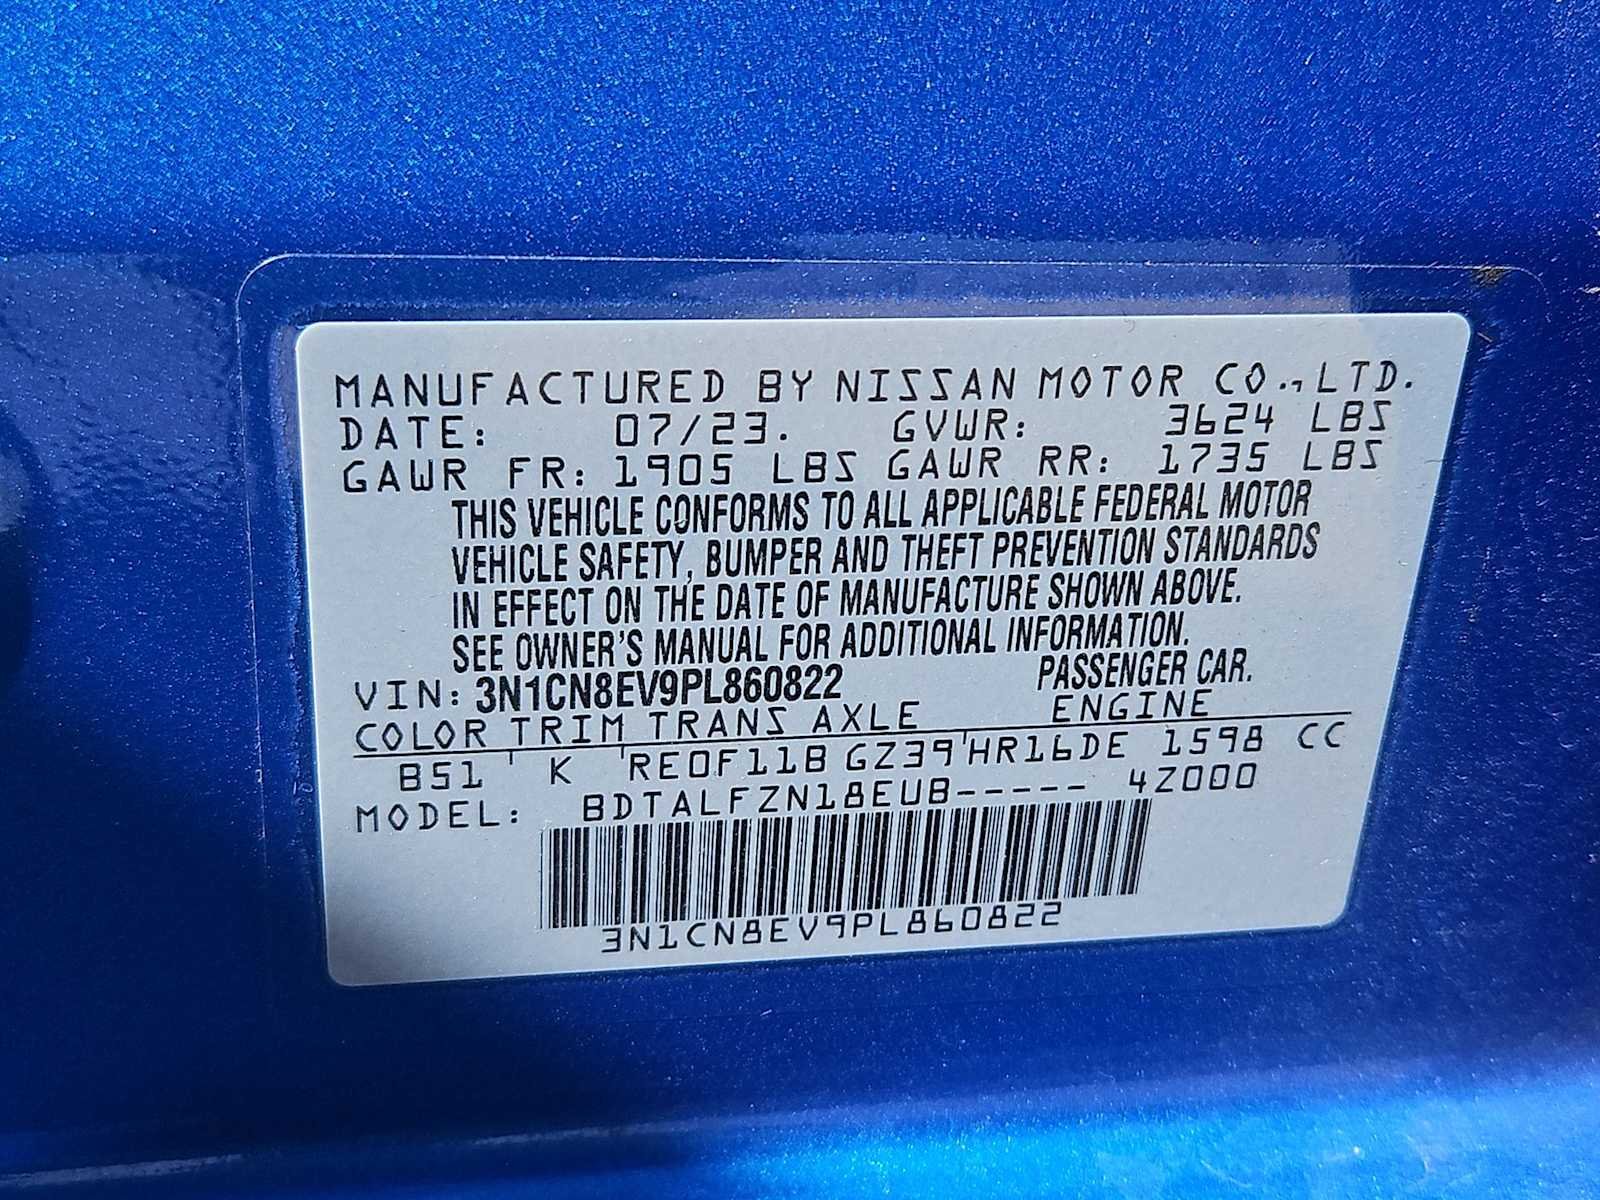 MANUFACTURED BY NISSAN MOTOR CO., LTD.
DATE: 07/23. GVWR: 3624 LBS
GAWR FR: 1905 LBS GAWR RR: 1735 LBS
THIS VEHICLE CONFORMS TO ALL APPLICABLE FEDERAL MOTOR
VEHICLE SAFETY, BUMPER AND THEFT PREVENTION STANDARDS
IN EFFECT ON THE DATE OF MANUFACTURE SHOWN ABOVE.
SEE OWNER'S MANUAL FOR ADDITIONAL INFORMATION.
VIN: 3N1CN8EV9PL860822 PASSENGER CAR.
COLOR TRIM TRANS AXLE ENGINE
B51 K RE0F11B GZ39 HR16DE 1598 CC
MODEL: BDTALFZN18EUB----- 4Z000
3N1CN8EV9PL860822